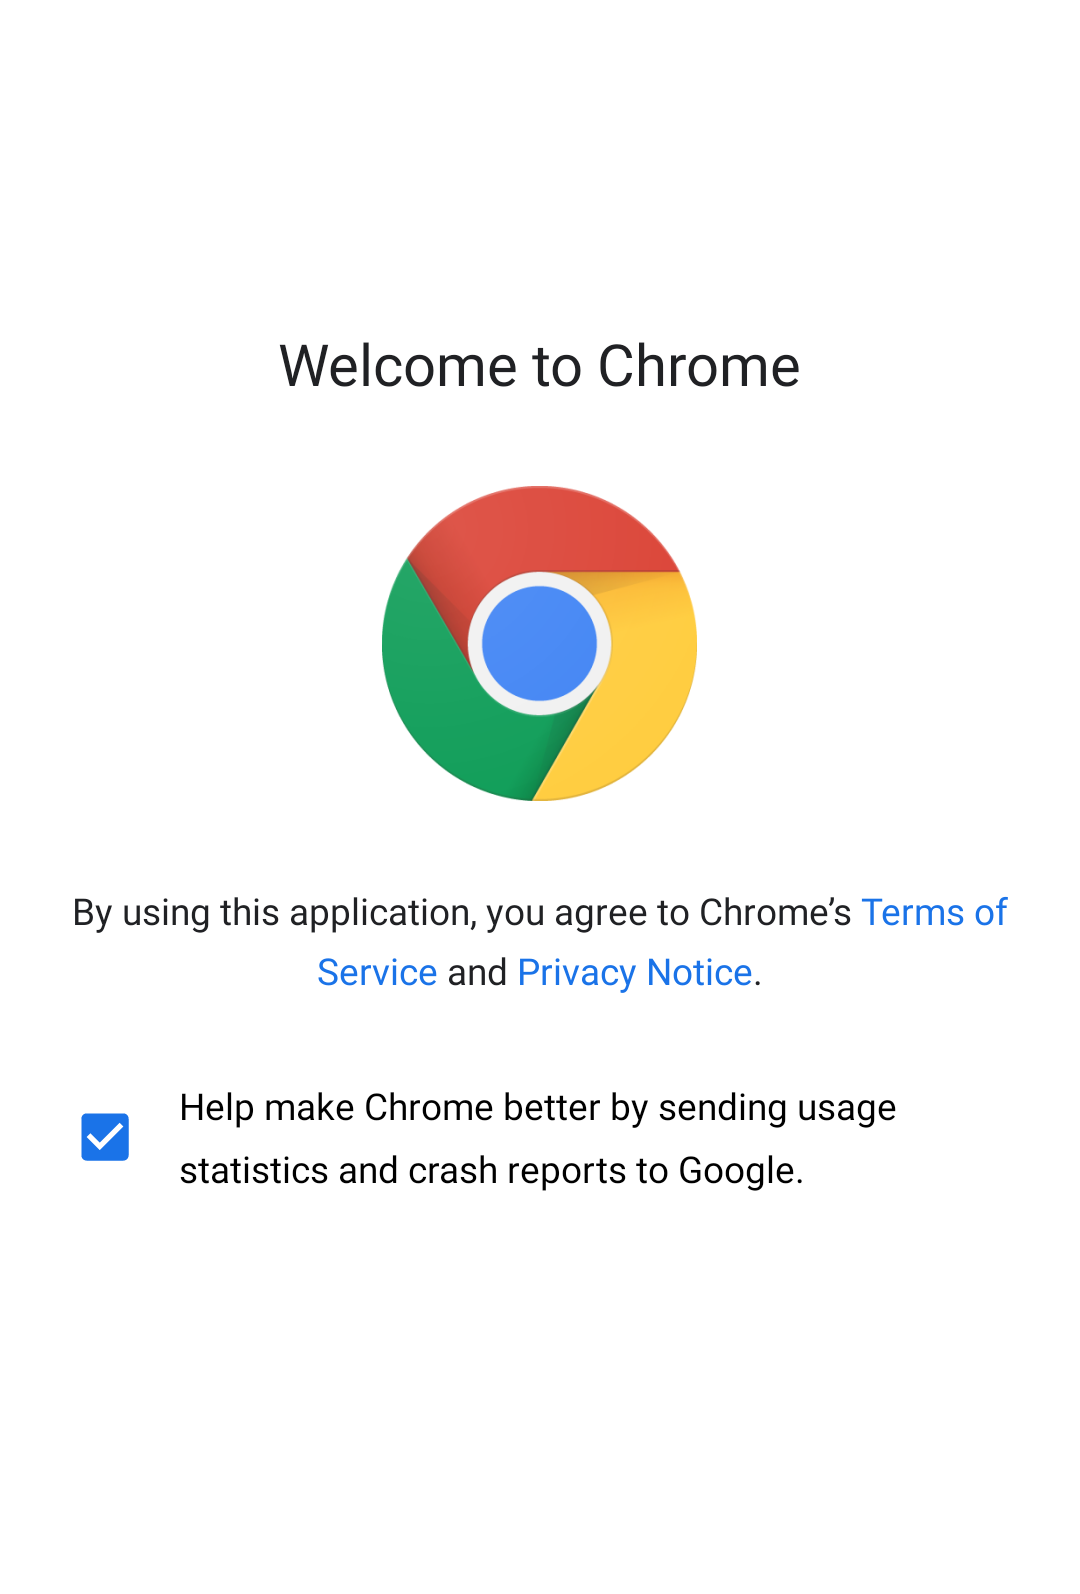 Welcome to Chrome
By using this application, you agree to Chrome’s Terms of
Service and Privacy Notice.
Help make Chrome better by sending usage
statistics and crash reports to Google.